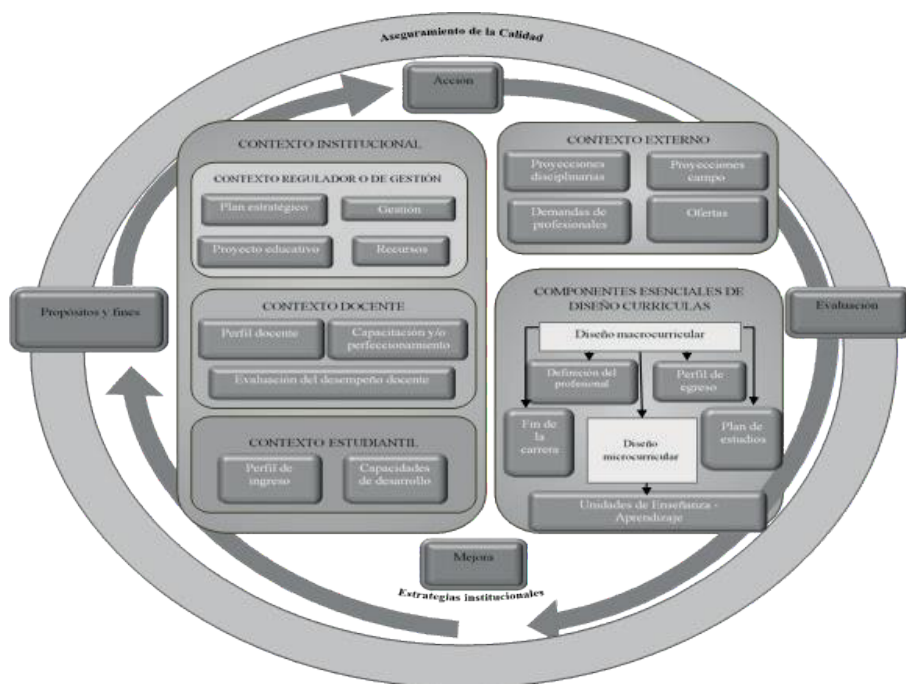 Aseguramiento de la Calidad
Acción
CONTEXTO INSTITUCIONAL
CONTEXTO REGULADOR O DE GESTIÓN
Plan estratégico
Gestión
Proyecto educativo
Recursos
CONTEXTO DOCENTE
Perfil docente
Capacitación y/o
perfeccionamiento
Evaluación del desempeño docente
CONTEXTO ESTUDIANTIL
Perfil de
ingreso
Capacidades
de desarrollo
CONTEXTO EXTERNO
Proyecciones
disciplinarias
Proyecciones
campo
Demandas de
profesionales
Ofertas
COMPONENTES ESENCIALES DE
DISEÑO CURRICULAS
Diseño macrocurricular
Definición del
profesional
Perfil de
egreso
Fin de
la
carrera
Diseño
microcurricular
Plan de
estudios
Unidades de Enseñanza -
Aprendizaje
Propósitos y fines
Evaluación
Mejora
Estrategias institucionales